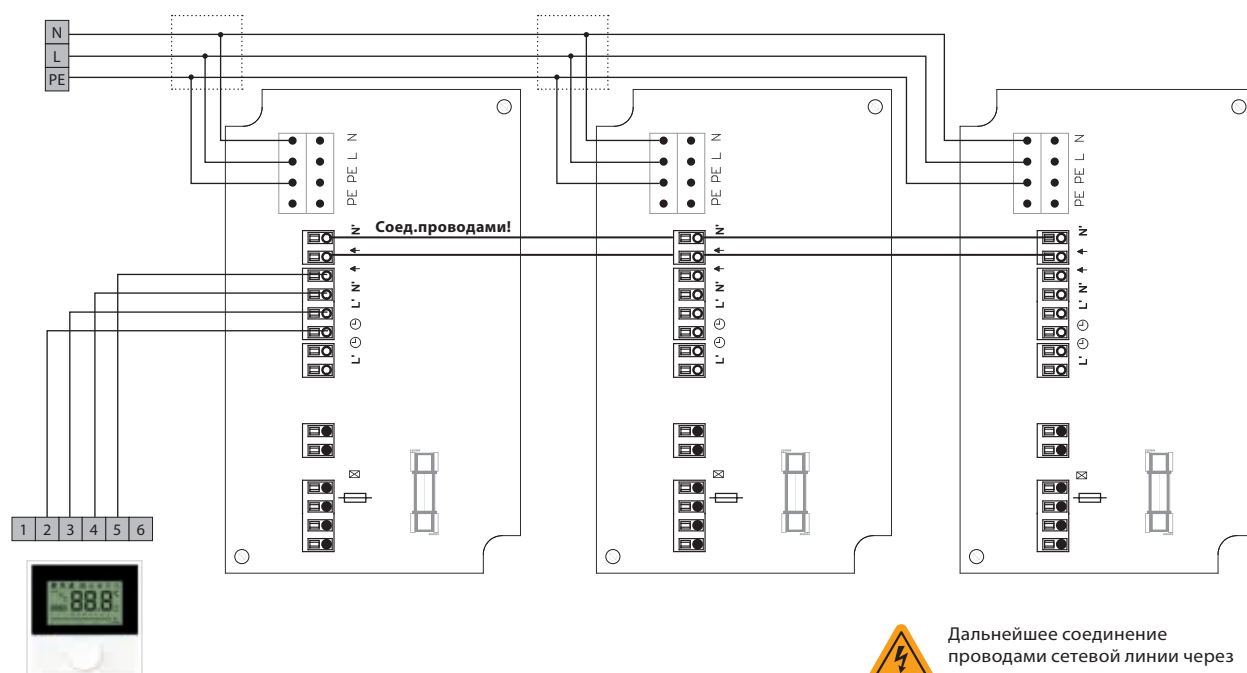 N
L
PE
N
L
PE
PE
N
L
PE
PE
N
L
PE
PE
Соед.проводами!
N'
N'
L'
L'
N'
N'
L'
L'
N'
N'
L'
L'
1 2 3 4 5 6
88.8
Дальнейшее соединение
проводами сетевой линии через